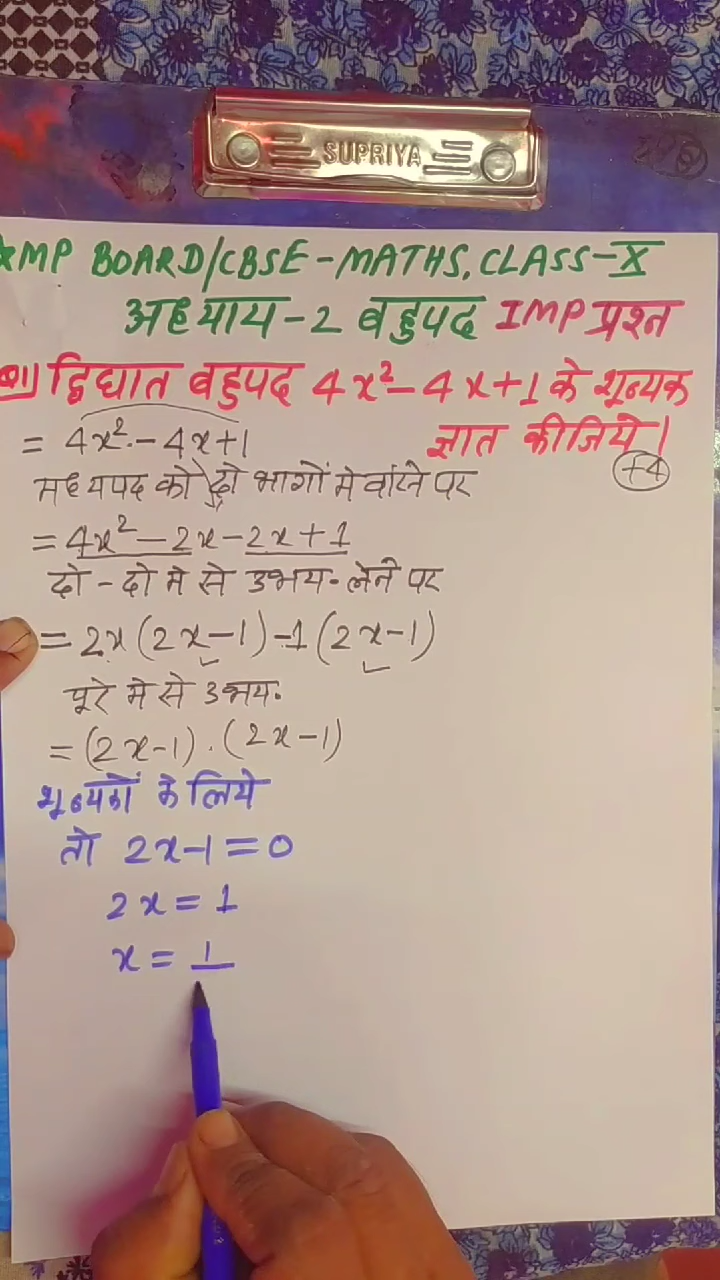 SUPRIYA
MP BOARD/CBSE-MATHS, CLASS-X
अध्याय-2 बहुपद IMP प्रश्न
द्विघात बहुपद 4x²-4x+1 के शून्यक
ज्ञात कीजिये।
= 4x²-4x+1
+4
मध्यपद को दो भागों मे बांटने पर
= 4x²-2x-2x+1
दो-दो मे से उभय. लेने पर
= 2x(2x-1)-1(2x-1)
पूरे मे से उभय.
= (2x-1).(2x-1)
शून्यकों के लिये
तो 2x-1=0
2x = 1
x = 1